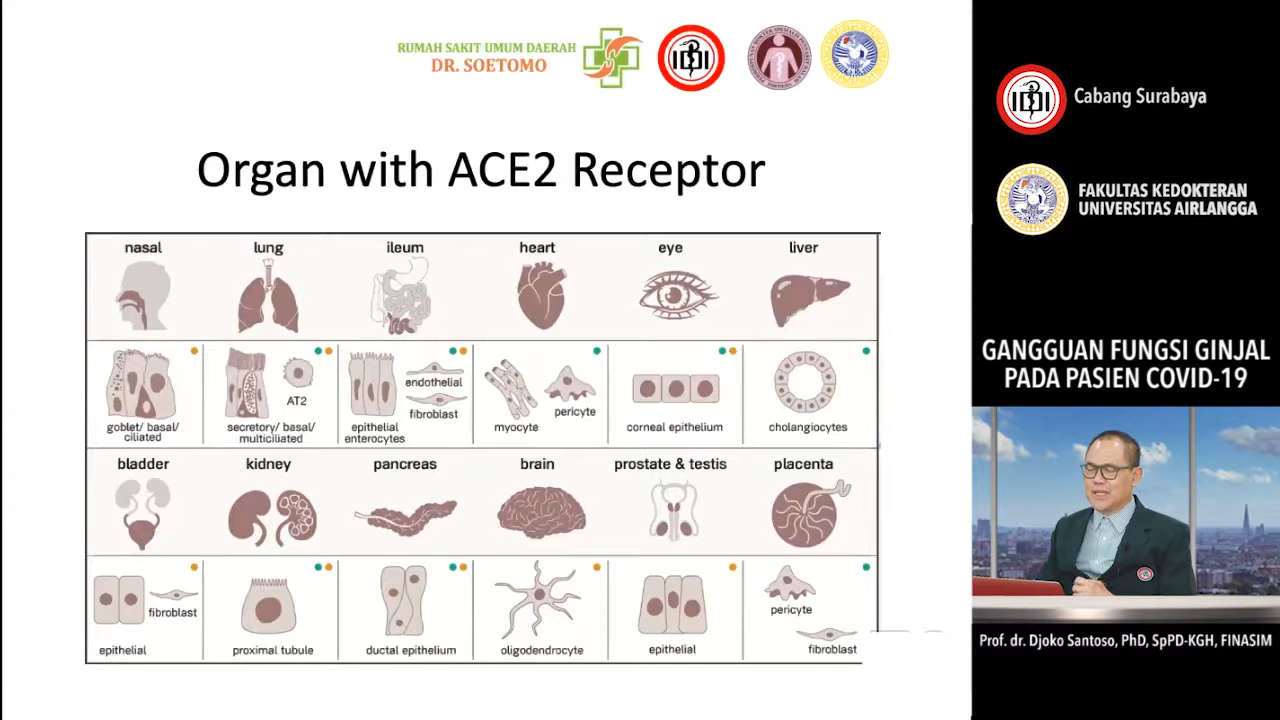 RUMAH SAKIT UMUM DAERAH
DR. SOETOMO
IDI
Organ with ACE2 Receptor
nasal
lung
ileum
heart
eye
liver
goblet/ basal/
ciliated
AT2
secretory/ basal/
multiciliated
endothelial
fibroblast
epithelial
enterocytes
myocyte
pericyte
corneal epithelium
cholangiocytes
bladder
kidney
pancreas
brain
prostate & testis
placenta
fibroblast
epithelial
proximal tubule
ductal epithelium
oligodendrocyte
epithelial
pericyte
fibroblast
IDI
Cabang Surabaya
FAKULTAS KEDOKTERAN
UNIVERSITAS AIRLANGGA
GANGGUAN FUNGSI GINJAL
PADA PASIEN COVID-19
Prof. dr. Djoko Santoso, PhD, SpPD-KGH, FINASIM